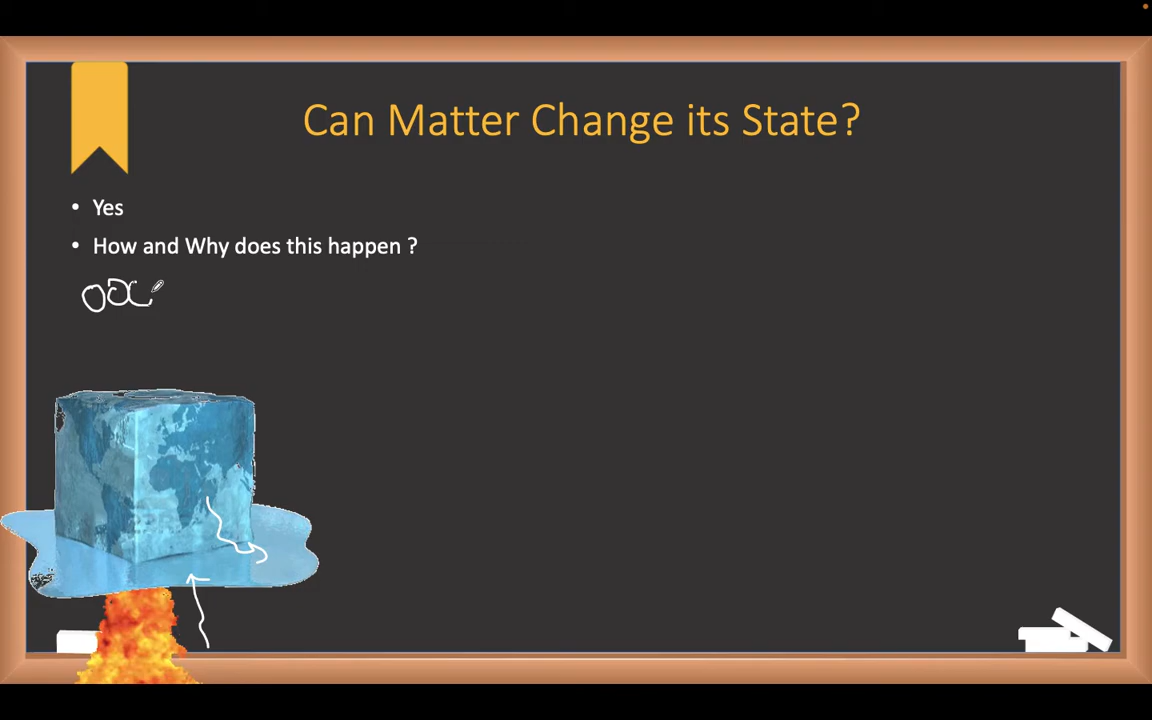 Can Matter Change its State?
• Yes
• How and Why does this happen ?